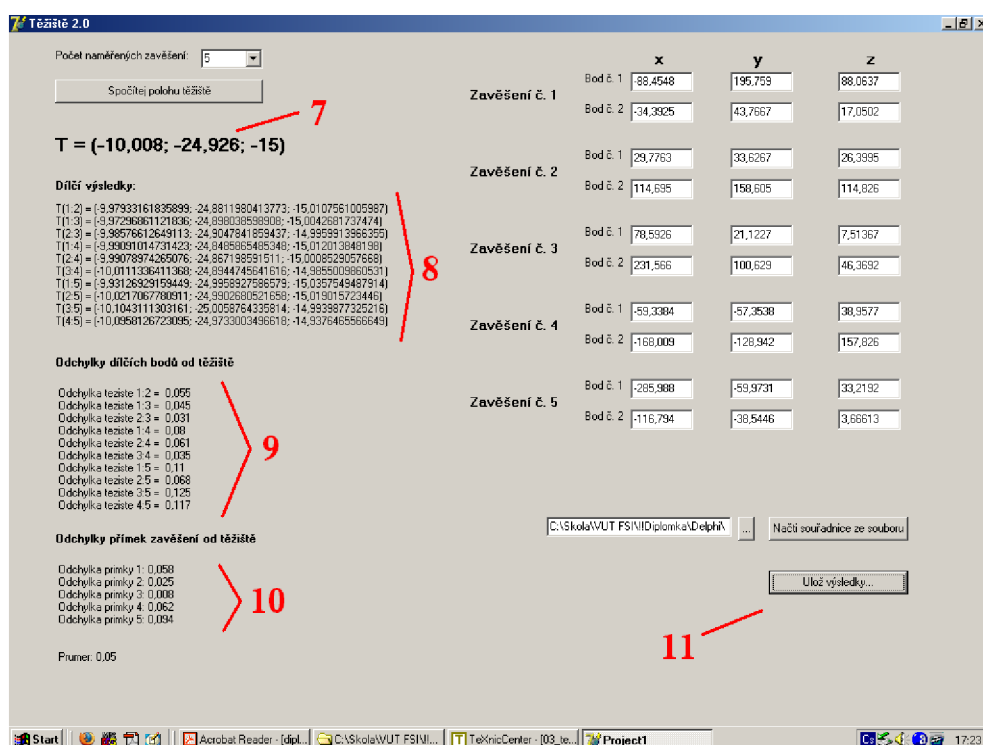 Těžiště 2.0
Počet naměřených zavěšení: 5
Spočítej polohu těžiště
7
T = (-10,008; -24,926; -15)
Dílčí výsledky:
T(1:2) = (-9,97933161835899; -24,8811980413773; -15,0107561005987)
T(1:3) = (-9,97296861121836; -24,898038598908; -15,0042681737474)
T(2:3) = (-9,98576612649113; -24,9047841859437; -14,9959913966355)
T(1:4) = (-9,99091014731423; -24,8485865485348; -15,012013848198)
T(2:4) = (-9,99078974265076; -24,867198591511; -15,0008529057668)
T(3:4) = (-10,0111336411368; -24,8944745641616; -14,9855009860531)
T(1:5) = (-9,93126929159449; -24,9958927586579; -15,0357549487914)
T(2:5) = (-10,0217067780911; -24,9902680521658; -15,019015723446)
T(3:5) = (-10,1043111303161; -25,0058764335814; -14,9939877325216)
T(4:5) = (-10,0958126723095; -24,9733003496618; -14,9376465566649)
8
Odchylky dílčích bodů od těžiště
Odchylka teziste 1:2 = 0,055
Odchylka teziste 1:3 = 0,045
Odchylka teziste 2:3 = 0,031
Odchylka teziste 1:4 = 0,08
Odchylka teziste 2:4 = 0,061
Odchylka teziste 3:4 = 0,035
Odchylka teziste 1:5 = 0,11
Odchylka teziste 2:5 = 0,068
Odchylka teziste 3:5 = 0,125
Odchylka teziste 4:5 = 0,117
9
Odchylky přímek zavěšení od těžiště
Odchylka primky 1: 0,058
Odchylka primky 2: 0,025
Odchylka primky 3: 0,008
Odchylka primky 4: 0,062
Odchylka primky 5: 0,094
10
Prumer: 0,05
x y z
Zavěšení č. 1
Bod č. 1 -88,4548 195,759 88,0637
Bod č. 2 -34,3925 43,7667 17,0502
Zavěšení č. 2
Bod č. 1 29,7763 33,6267 26,3995
Bod č. 2 114,695 158,605 114,826
Zavěšení č. 3
Bod č. 1 78,5926 21,1227 7,51367
Bod č. 2 231,566 100,629 46,3692
Zavěšení č. 4
Bod č. 1 -59,3384 -57,3538 38,9577
Bod č. 2 -168,009 -128,942 157,826
Zavěšení č. 5
Bod č. 1 -285,988 -59,9731 33,2192
Bod č. 2 -116,794 -38,5446 3,66613
C:\Skola\VUT FSI\!!Diplomka\Delphi\ ... Načti souřadnice ze souboru
Ulož výsledky...
11
Start Acrobat Reader - [dipl... C:\Skola\VUT FSI\!!... TeXnicCenter - [03_te... Project1 Cs 17:23